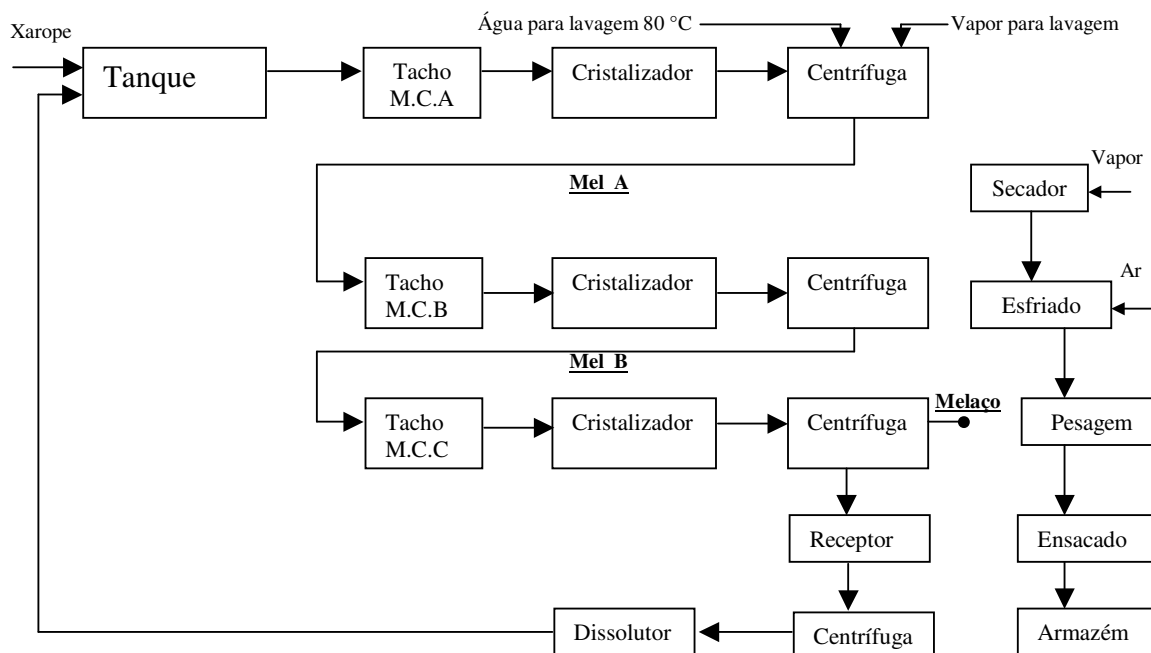 Água para lavagem 80 °C
Vapor para lavagem
Xarope
Tanque
Tacho
M.C.A
Cristalizador
Centrífuga
Mel A
Vapor
Secador
Tacho
M.C.B
Cristalizador
Centrífuga
Ar
Esfriado
Mel B
Tacho
M.C.C
Cristalizador
Centrífuga
Melaço
Pesagem
Receptor
Ensacado
Dissolutor
Centrífuga
Armazém